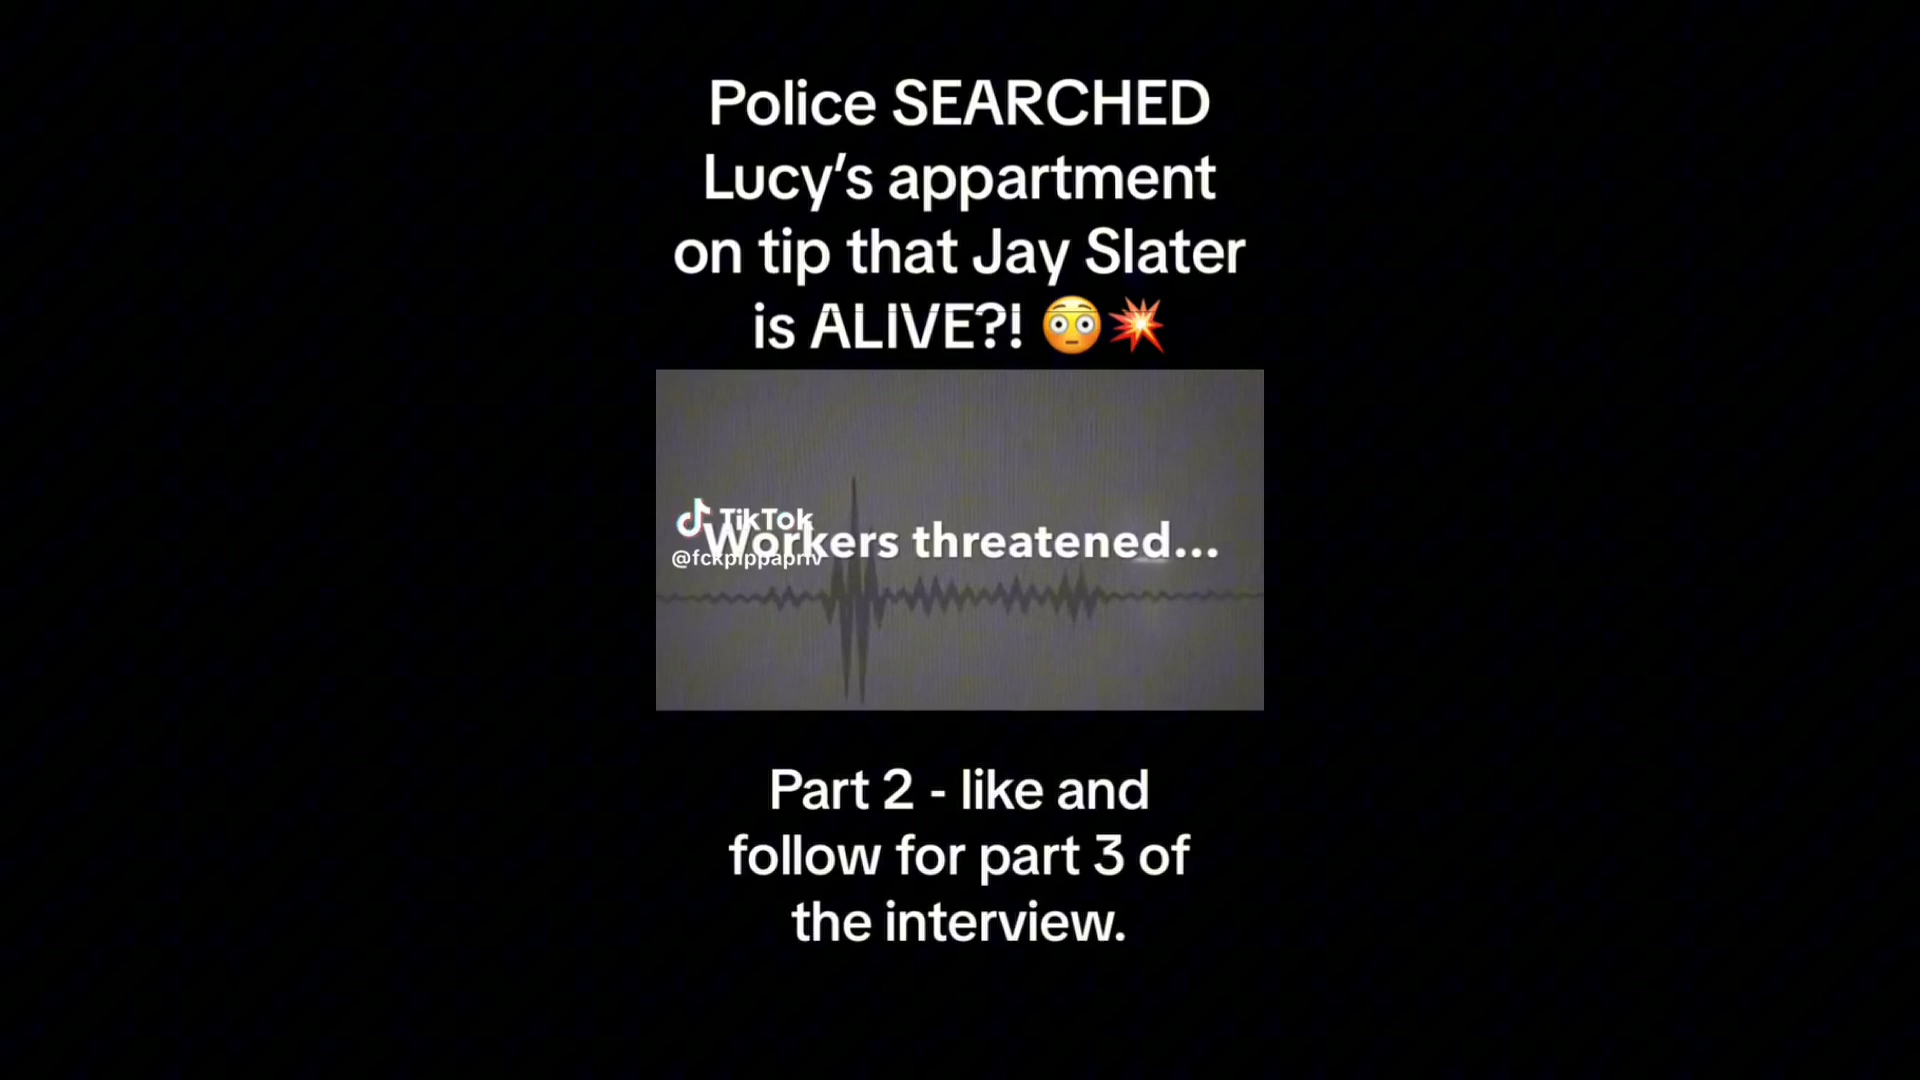 Police SEARCHED
Lucy’s appartment
on tip that Jay Slater
is ALIVE?! 😳💥
TikTok
Workers threatened...
@fckpippapriv
Part 2 - like and
follow for part 3 of
the interview.